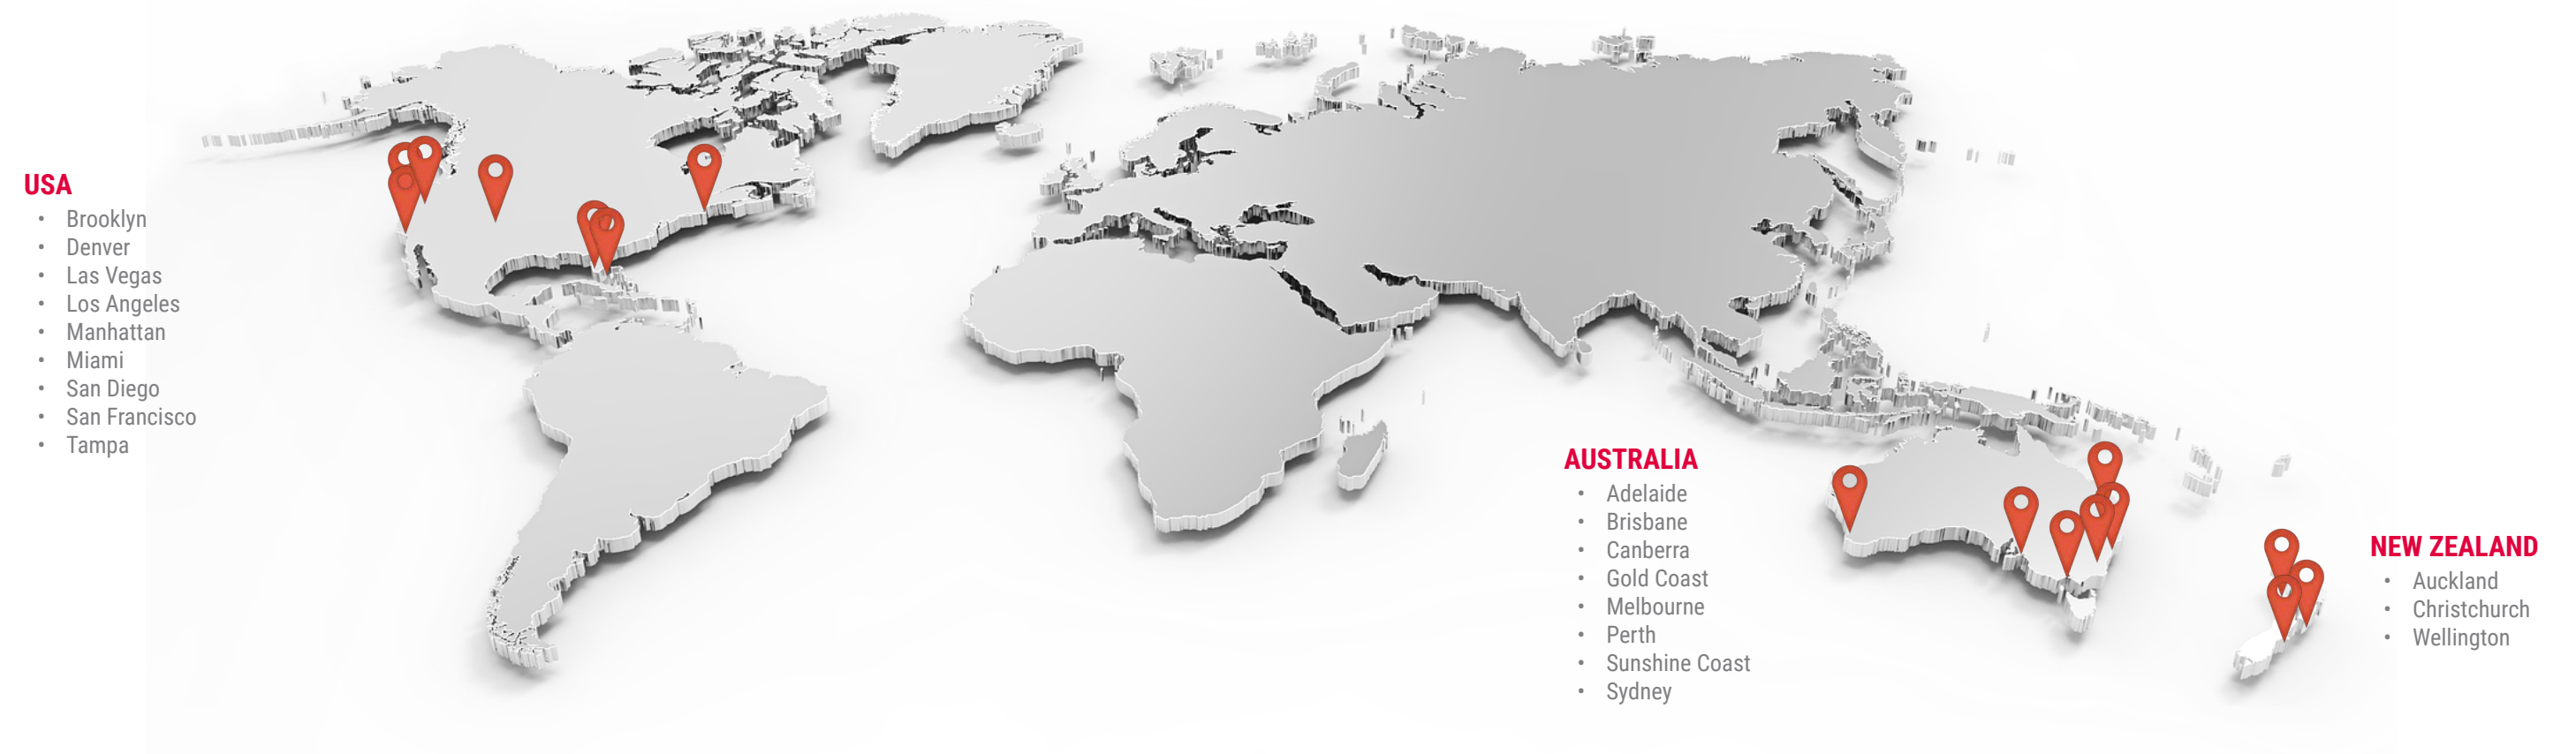 USA
• Brooklyn
• Denver
• Las Vegas
• Los Angeles
• Manhattan
• Miami
• San Diego
• San Francisco
• Tampa
AUSTRALIA
• Adelaide
• Brisbane
• Canberra
• Gold Coast
• Melbourne
• Perth
• Sunshine Coast
• Sydney
NEW ZEALAND
• Auckland
• Christchurch
• Wellington